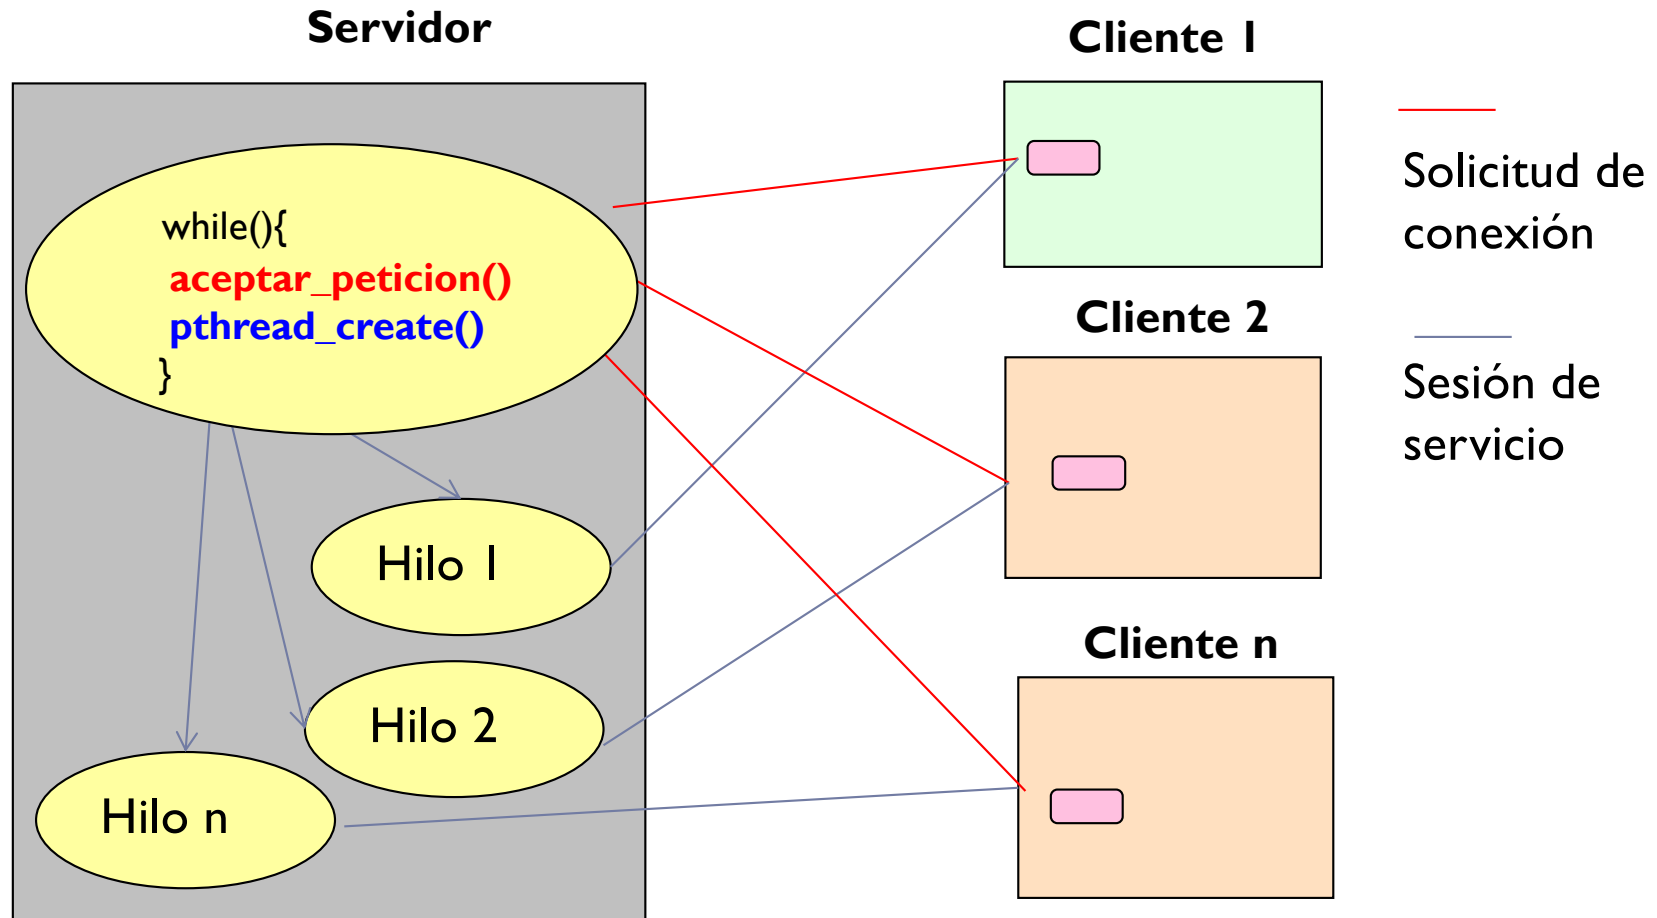 Servidor
while(){
aceptar_peticion()
pthread_create()
}
Hilo 1
Hilo 2
Hilo n
Cliente 1
Cliente 2
Cliente n
Solicitud de
conexión
Sesión de
servicio